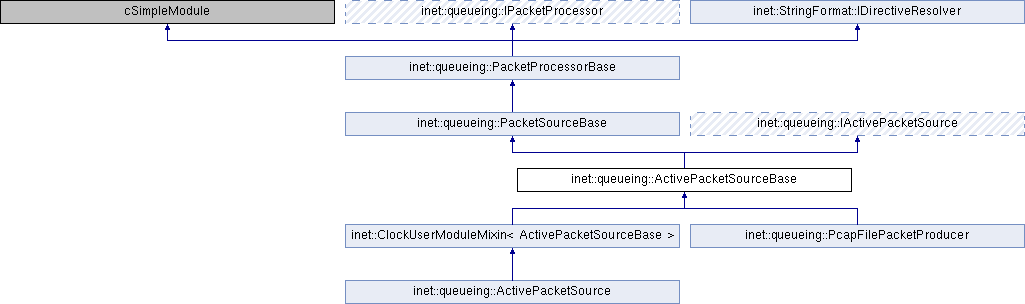 cSimpleModule
inet::queueing::IPacketProcessor
inet::StringFormat::IDirectiveResolver
inet::queueing::PacketProcessorBase
inet::queueing::PacketSourceBase
inet::queueing::IActivePacketSource
inet::queueing::ActivePacketSourceBase
inet::ClockUserModuleMixin< ActivePacketSourceBase >
inet::queueing::PcapFilePacketProducer
inet::queueing::ActivePacketSource